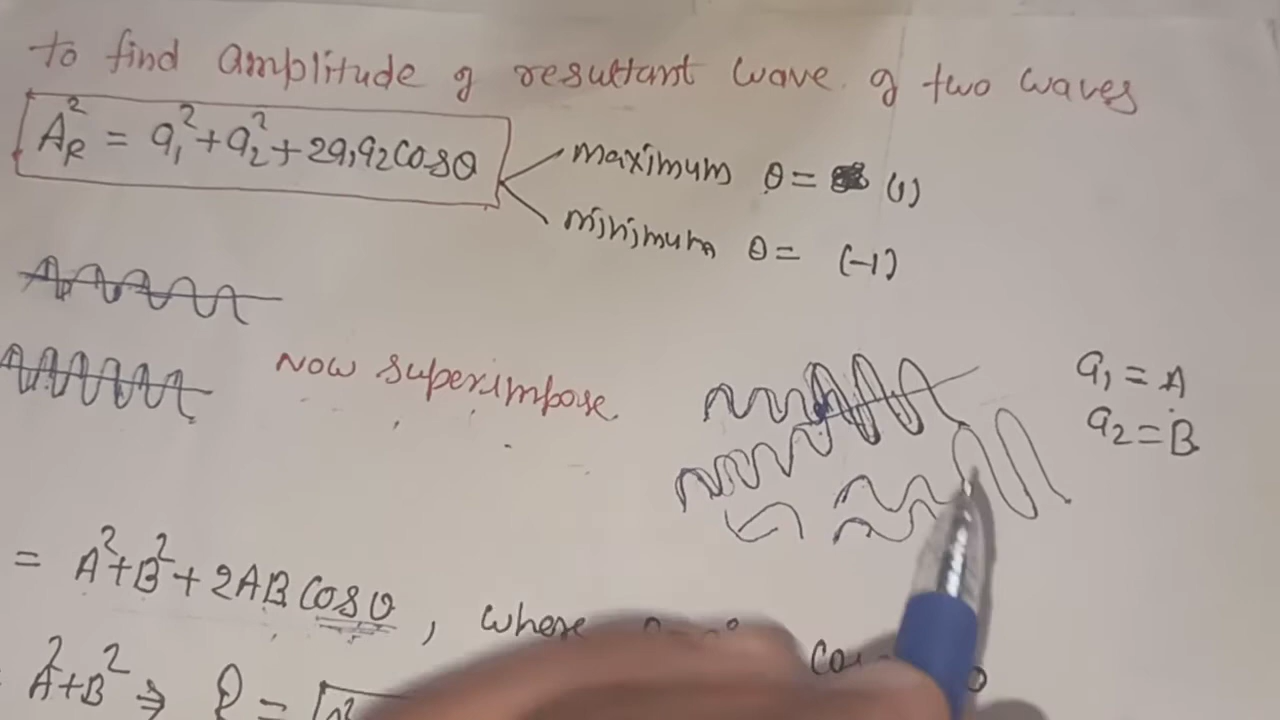 to find amplitude of resultant wave of two waves
A_R^2 = a_1^2 + a_2^2 + 2a_1a_2 cosθ
maximum θ = (1)
minimum θ = (-1)
Now superimpose
a_1 = A
a_2 = B
= A^2 + B^2 + 2AB cosθ, where
A^2 + B^2 ⇒ R =